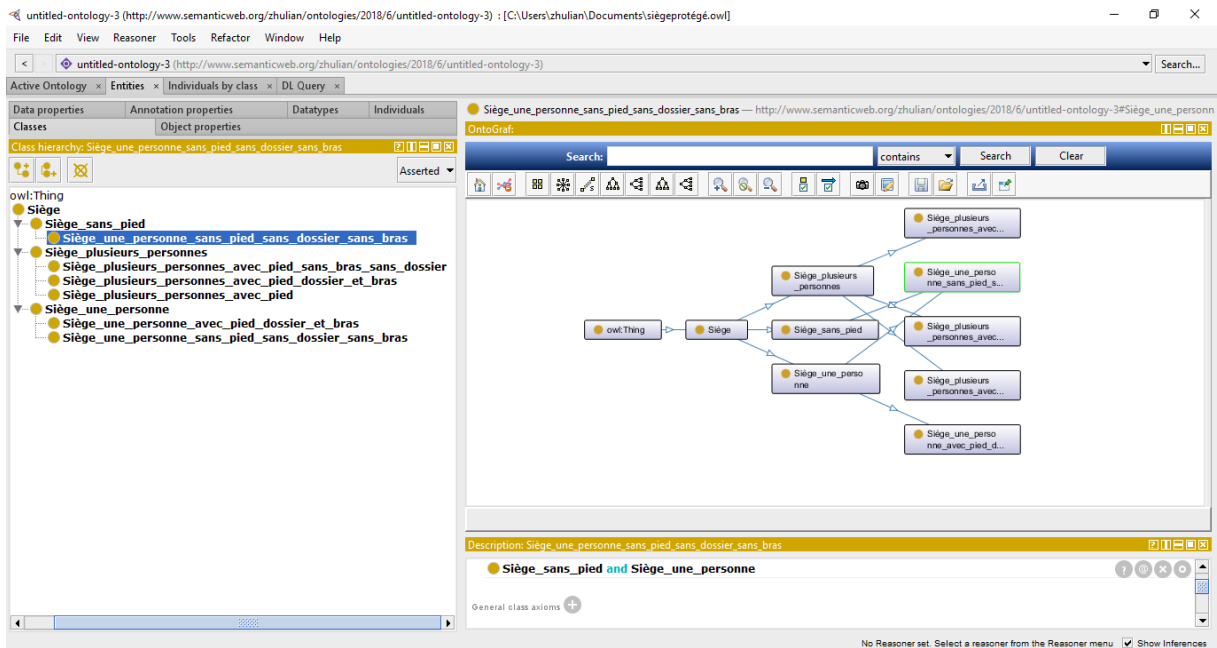 untitled-ontology-3 (http://www.semanticweb.org/zhulian/ontologies/2018/6/untitled-ontology-3) : [C:\Users\zhulian\Documents\siègeprotégé.owl]
File Edit View Reasoner Tools Refactor Window Help
< > untitled-ontology-3 (http://www.semanticweb.org/zhulian/ontologies/2018/6/untitled-ontology-3) Search...
Active Ontology × Entities × Individuals by class × DL Query ×
Data properties Annotation properties Datatypes Individuals
Classes Object properties
Class hierarchy: Siège_une_personne_sans_pied_sans_dossier_sans_bras
Asserted
owl:Thing
Siège
Siège_sans_pied
Siège_une_personne_sans_pied_sans_dossier_sans_bras
Siège_plusieurs_personnes
Siège_plusieurs_personnes_avec_pied_sans_bras_sans_dossier
Siège_plusieurs_personnes_avec_pied_dossier_et_bras
Siège_plusieurs_personnes_avec_pied
Siège_une_personne
Siège_une_personne_avec_pied_dossier_et_bras
Siège_une_personne_sans_pied_sans_dossier_sans_bras
Siège_une_personne_sans_pied_sans_dossier_sans_bras — http://www.semanticweb.org/zhulian/ontologies/2018/6/untitled-ontology-3#Siège_une_personn
OntoGraf:
Search: contains Search Clear
Siège_plusieurs
_personnes_avec...
Siège_plusieurs
_personnes
Siège_une_perso
nne_sans_pied_s...
owl:Thing
Siège
Siège_sans_pied
Siège_plusieurs
_personnes_avec...
Siège_une_perso
nne
Siège_plusieurs
_personnes_avec...
Siège_une_perso
nne_avec_pied_d...
Description: Siège_une_personne_sans_pied_sans_dossier_sans_bras
Siège_sans_pied and Siège_une_personne
General class axioms
No Reasoner set. Select a reasoner from the Reasoner menu Show Inferences